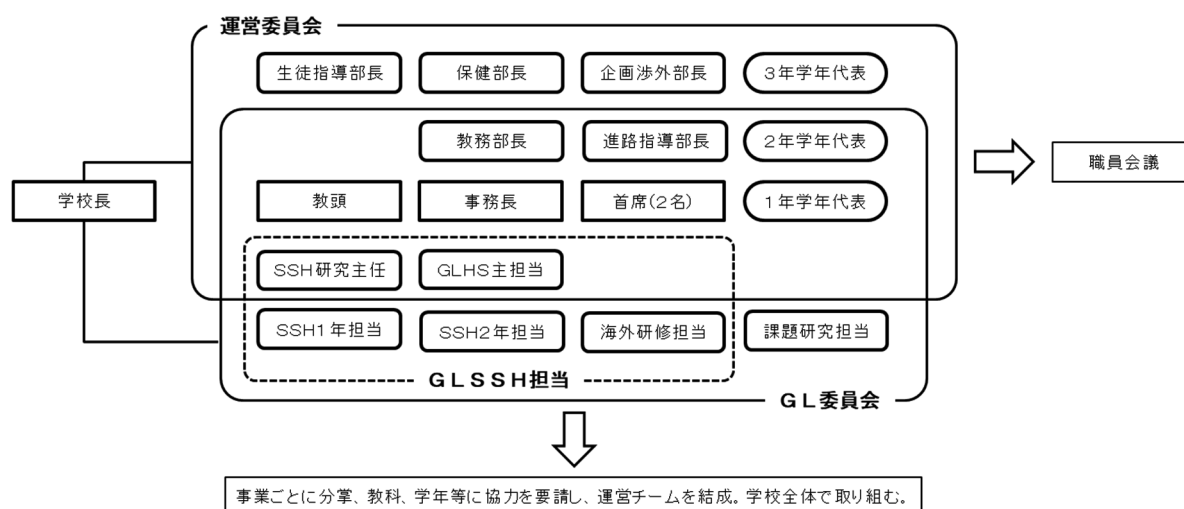 運営委員会
生徒指導部長
保健部長
企画渉外部長
3年学年代表
教務部長
進路指導部長
2年学年代表
職員会議
学校長
教頭
事務長
首席(2名)
1年学年代表
SSH研究主任
GLHS主担当
SSH1年担当
SSH2年担当
海外研修担当
課題研究担当
GLSSH担当
GL委員会
事業ごとに分掌、教科、学年等に協力を要請し、運営チームを結成。学校全体で取り組む。